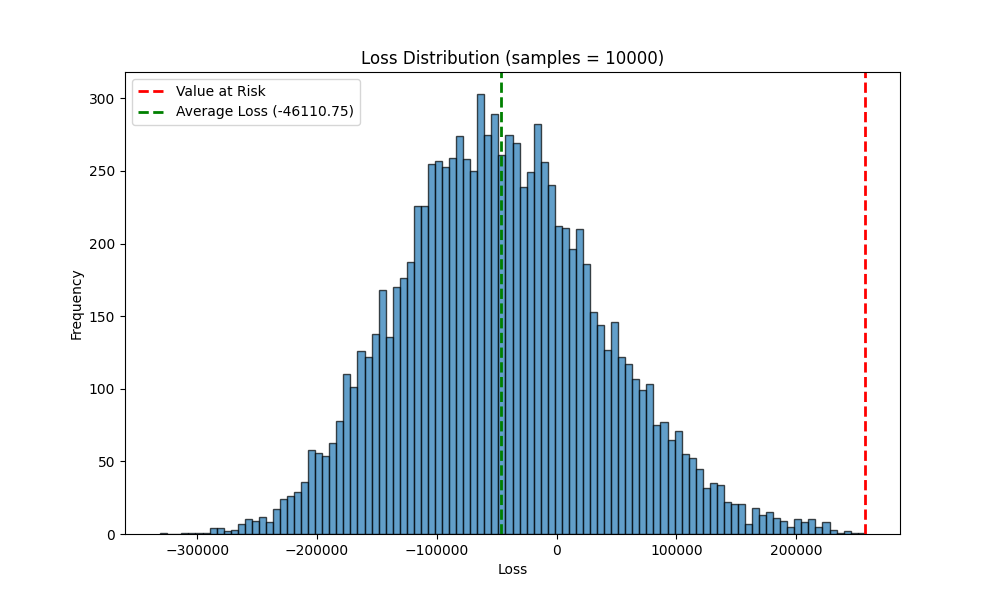 Loss Distribution (samples = 10000)
Value at Risk
Average Loss (-46110.75)
300
250
200
150
100
50
0
Frequency
−300000 −200000 −100000 0 100000 200000
Loss